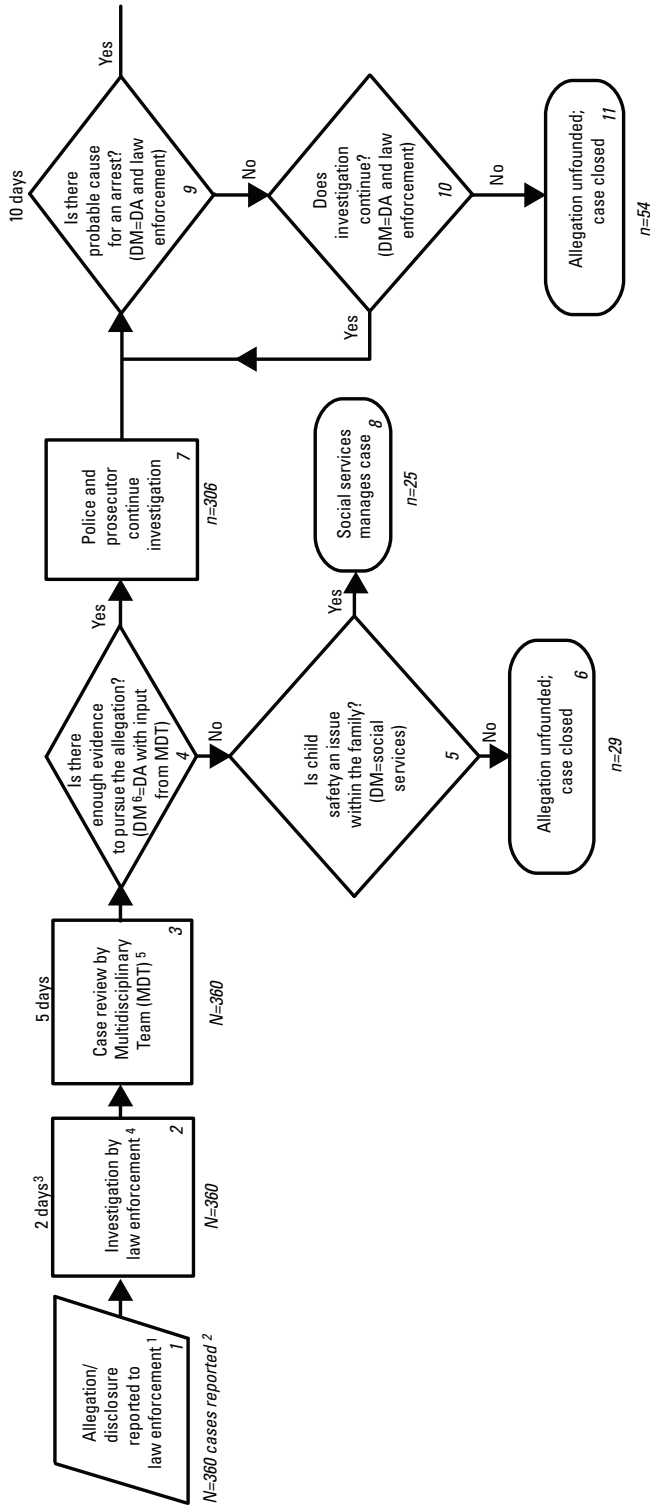 Allegation/
disclosure
reported to
law enforcement 1
1
N=360 cases reported 2
2 days3
Investigation by
law enforcement 4
2
N=360
5 days
Case review by
Multidisciplinary
Team (MDT) 5
3
N=360
Is there
enough evidence
to pursue the allegation?
(DM 6=DA with input
from MDT)
4
Yes
No
Is child
safety an issue
within the family?
(DM=social
services)
5
Yes
No
Allegation unfounded;
case closed
6
n=29
Police and
prosecutor
continue
investigation
7
n=306
Social services
manages case
8
n=25
10 days
Is there
probable cause
for an arrest?
(DM=DA and law
enforcement)
9
Yes
No
Does
investigation
continue?
(DM=DA and law
enforcement)
10
Yes
No
Allegation unfounded;
case closed
11
n=54